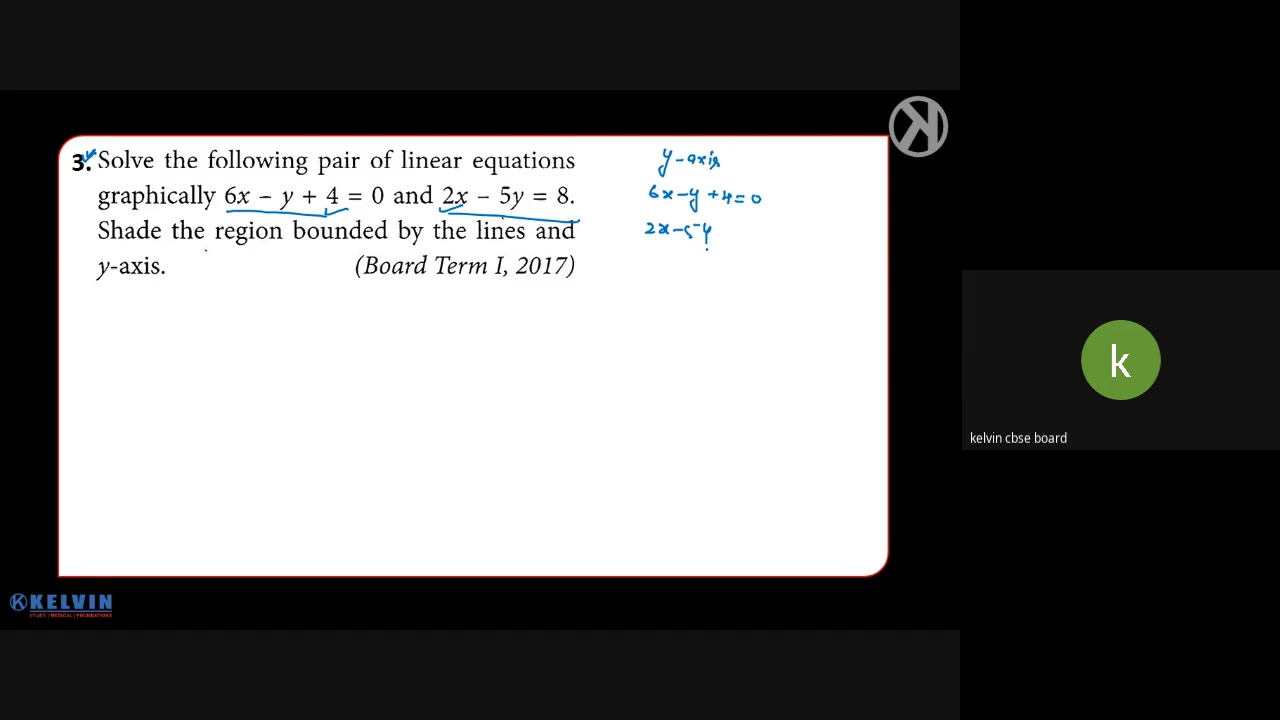 3. Solve the following pair of linear equations
graphically 6x – y + 4 = 0 and 2x – 5y = 8.
Shade the region bounded by the lines and
y-axis. (Board Term I, 2017)
y-axis
6x-y+4=0
2x-5y
k
kelvin cbse board
KELVIN